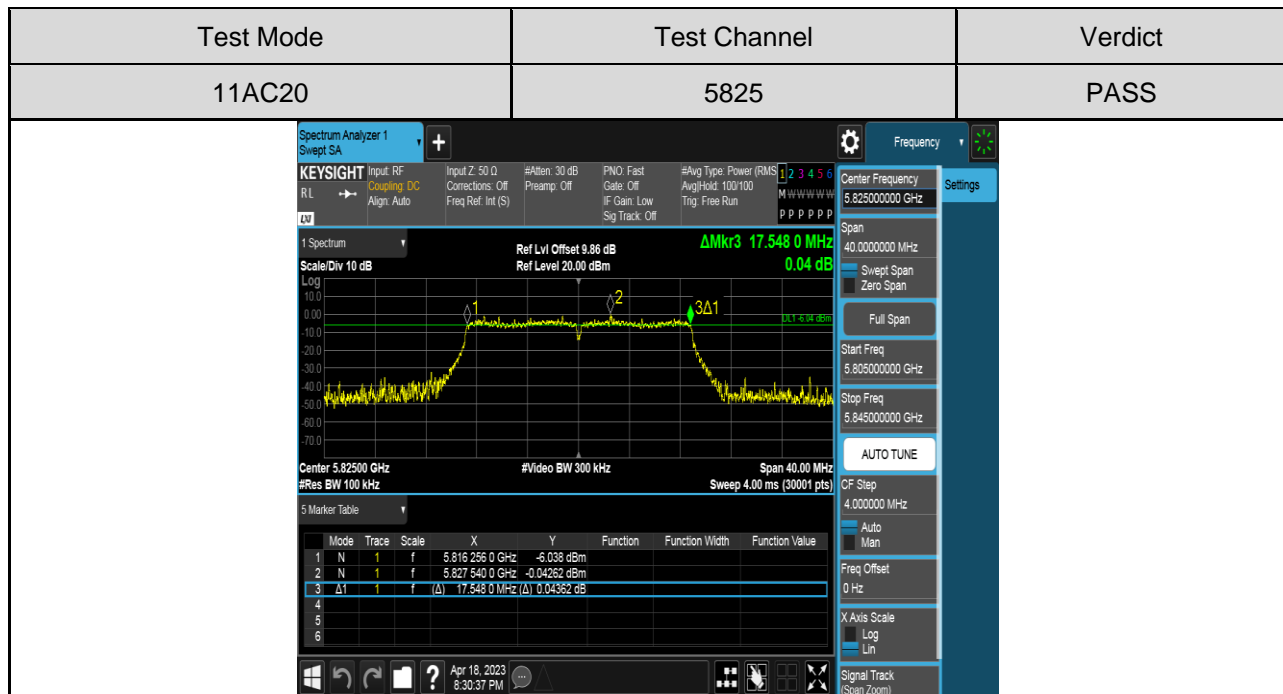 Test Mode Test Channel Verdict
11AC20 5825 PASS
Spectrum Analyzer 1
Swept SA
+
Frequency
KEYSIGHT Input: RF Input Z: 50 Ω #Atten: 30 dB PNO: Fast #Avg Type: Power (RMS 1 2 3 4 5 6
RL Coupling: DC Corrections: Off Preamp: Off Gate: Off Avg|Hold: 100/100 M W W W W W
Align: Auto Freq Ref: Int (S) IF Gain: Low Trig: Free Run
LXI Sig Track: Off P P P P P P
1 Spectrum Ref Lvl Offset 9.86 dB ΔMkr3 17.548 0 MHz
Scale/Div 10 dB Ref Level 20.00 dBm 0.04 dB
Log
10.0
0.00
-10.0
-20.0
-30.0
-40.0
-50.0
-60.0
-70.0
1
2
3Δ1
DL1 -6.04 dBm
Center 5.82500 GHz #Video BW 300 kHz Span 40.00 MHz
#Res BW 100 kHz Sweep 4.00 ms (30001 pts)
5 Marker Table
Mode Trace Scale X Y Function Function Width Function Value
1 N 1 f 5.816 256 0 GHz -6.038 dBm
2 N 1 f 5.827 540 0 GHz -0.04262 dBm
3 Δ1 1 f (Δ) 17.548 0 MHz (Δ) 0.04362 dB
4
5
6
?
Apr 18, 2023
8:30:37 PM
Center Frequency
5.825000000 GHz
Settings
Span
40.0000000 MHz
Swept Span
Zero Span
Full Span
Start Freq
5.805000000 GHz
Stop Freq
5.845000000 GHz
AUTO TUNE
CF Step
4.000000 MHz
Auto
Man
Freq Offset
0 Hz
X Axis Scale
Log
Lin
Signal Track
(Span Zoom)